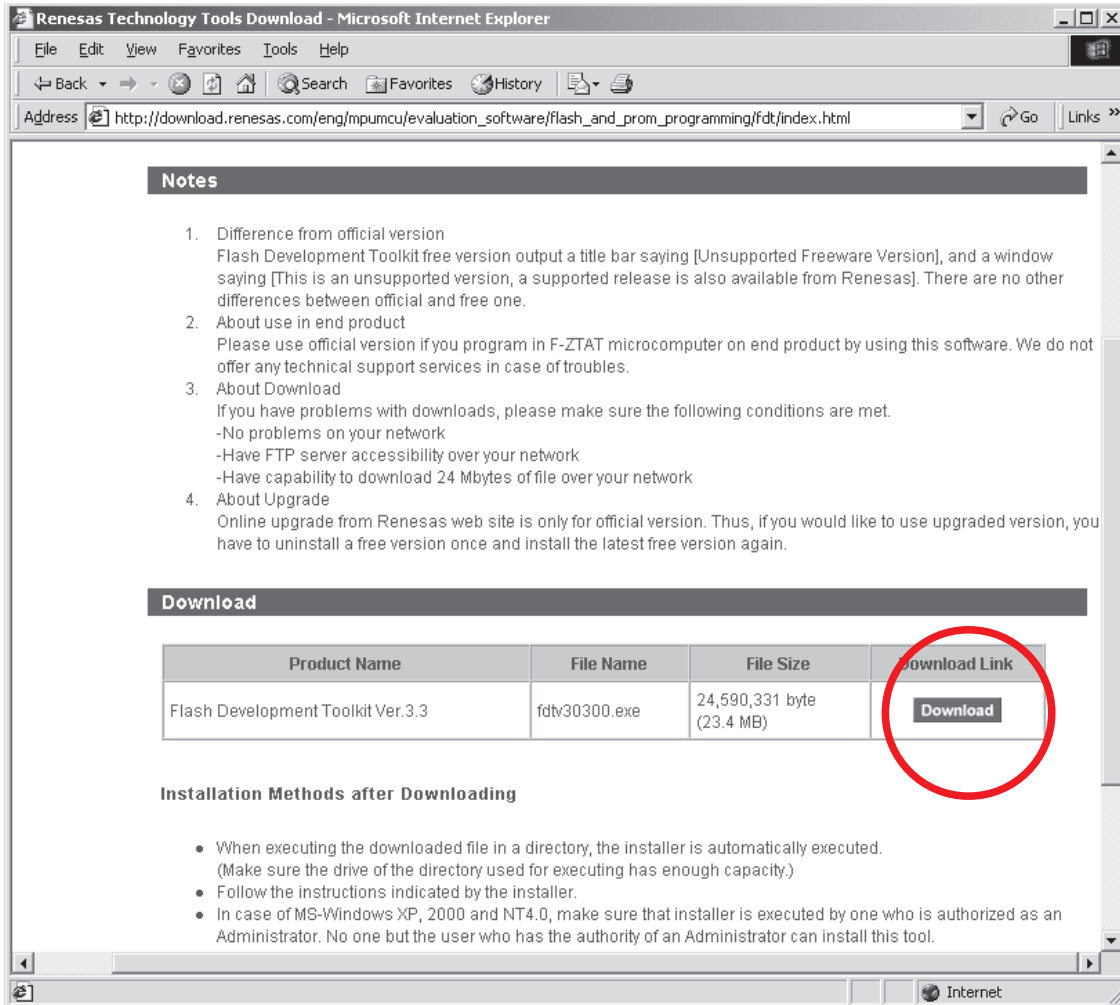 Renesas Technology Tools Download - Microsoft Internet Explorer
File Edit View Favorites Tools Help
Back Search Favorites History
Address http://download.renesas.com/eng/mpumcu/evaluation_software/flash_and_prom_programming/fdt/index.html Go Links »
Notes
1. Difference from official version
Flash Development Toolkit free version output a title bar saying [Unsupported Freeware Version], and a window
saying [This is an unsupported version, a supported release is also available from Renesas]. There are no other
differences between official and free one.
2. About use in end product
Please use official version if you program in F-ZTAT microcomputer on end product by using this software. We do not
offer any technical support services in case of troubles.
3. About Download
If you have problems with downloads, please make sure the following conditions are met.
-No problems on your network
-Have FTP server accessibility over your network
-Have capability to download 24 Mbytes of file over your network
4. About Upgrade
Online upgrade from Renesas web site is only for official version. Thus, if you would like to use upgraded version, you
have to uninstall a free version once and install the latest free version again.
Download
Product Name File Name File Size Download Link
Flash Development Toolkit Ver.3.3 fdtv30300.exe 24,590,331 byte
(23.4 MB) Download
Installation Methods after Downloading
• When executing the downloaded file in a directory, the installer is automatically executed.
(Make sure the drive of the directory used for executing has enough capacity.)
• Follow the instructions indicated by the installer.
• In case of MS-Windows XP, 2000 and NT4.0, make sure that installer is executed by one who is authorized as an
Administrator. No one but the user who has the authority of an Administrator can install this tool.
Internet